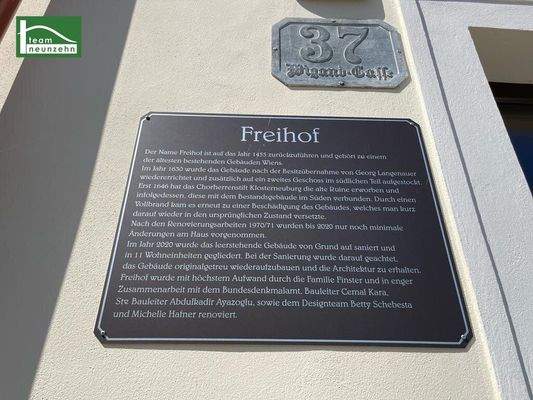 team
neunzehn
37
Wigand-Gasse
Freihof
Der Name Freihof ist auf das Jahr 1455 zurückzuführen und gehört zu einem
der ältesten bestehenden Gebäuden Wiens.
Im Jahr 1630 wurde das Gebäude nach der Besitzübernahme von Georg Langenauer
wiedererrichtet und zusätzlich auf ein zweites Geschoss im südlichen Teil aufgestockt.
Erst 1646 hat das Chorherrenstift Klosterneuburg die alte Ruine erworben und
infolgedessen, diese mit dem Bestandsgebäude im Süden verbunden. Durch einen
Vollbrand kam es erneut zu einer Beschädigung des Gebäudes, welches man kurz
darauf wieder in den ursprünglichen Zustand versetzte.
Nach den Renovierungsarbeiten 1970/71 wurden bis 2020 nur noch minimale
Änderungen am Haus vorgenommen.
Im Jahr 2020 wurde das leerstehende Gebäude von Grund auf saniert und
in 11 Wohneinheiten gegliedert. Bei der Sanierung wurde darauf geachtet,
das Gebäude originalgetreu wiederaufzubauen und die Architektur zu erhalten.
Freihof wurde mit höchstem Aufwand durch die Familie Finster und in enger
Zusammenarbeit mit dem Bundesdenkmalamt, Bauleiter Cemal Kara,
Stv Bauleiter Abdulkadir Ayazoglu, sowie dem Designteam Betty Schebesta
und Michelle Hafner renoviert.